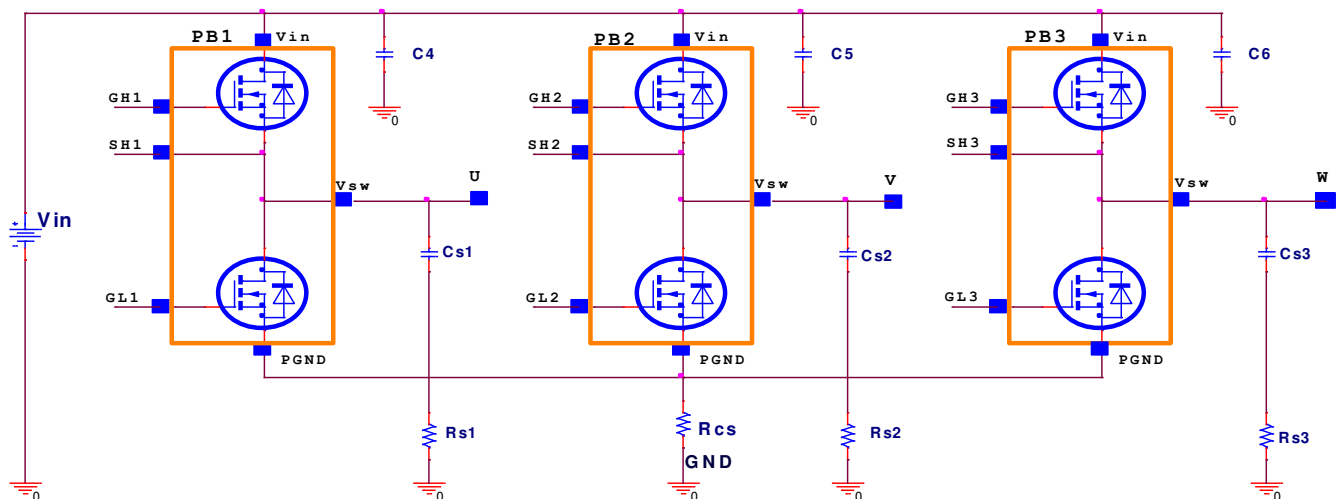 PB1 Vin C4 PB2 Vin C5 PB3 Vin C6
0 0 0
GH1 GH2 GH3
SH1 SH2 SH3
U V W
Vsw Vsw Vsw
Vin
+
-
Cs1 Cs2 Cs3
GL1 GL2 GL3
PGND PGND PGND
Rs1 Rcs Rs2 Rs3
GND
0 0 0 0 0